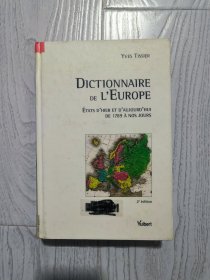 YVES TISSIER
DICTIONNAIRE
DE L'EUROPE
ÉTATS D'HIER ET D'AUJOURD'HUI
DE 1789 À NOS JOURS
2e édition
Vuibert